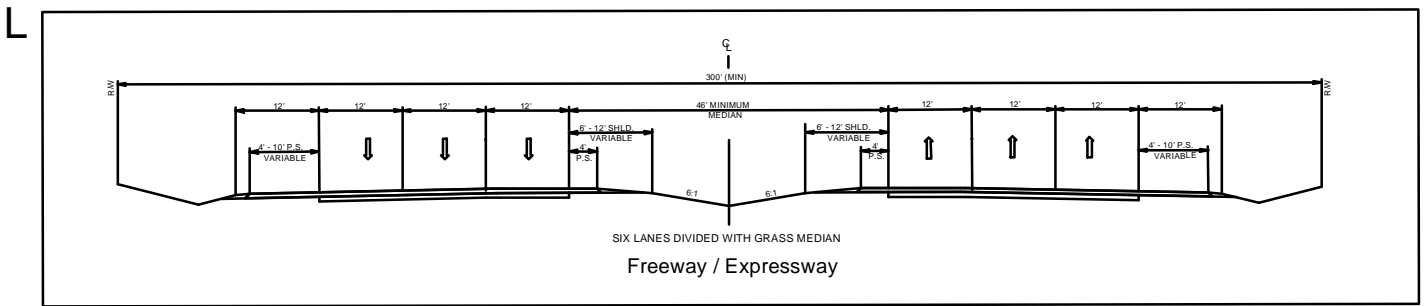 L
CL
300' (MIN)
R.W
R.W
12'
12'
12'
12'
46' MINIMUM
MEDIAN
12'
12'
12'
12'
6' - 12' SHLD.
VARIABLE
6' - 12' SHLD.
VARIABLE
4' - 10' P.S.
VARIABLE
4'
P.S.
4'
P.S.
4' - 10' P.S.
VARIABLE
6:1
6:1
SIX LANES DIVIDED WITH GRASS MEDIAN
Freeway / Expressway